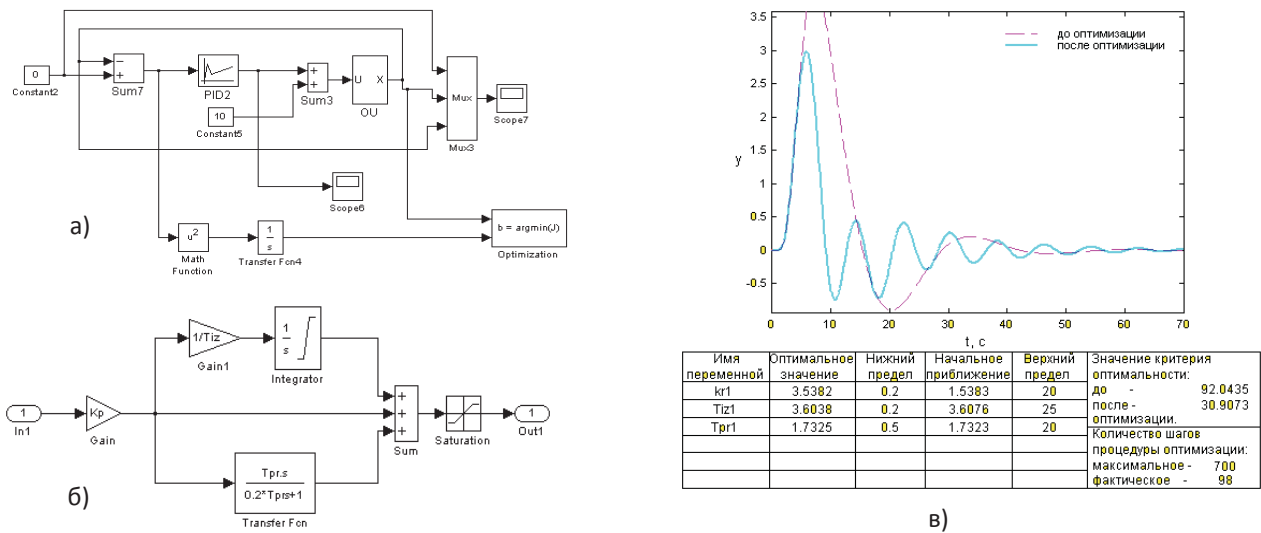 0
Constant2
−
+
Sum7
PID2
10
Constant5
+
+
Sum3
U X
OU
Mux
Mux3
Scope7
Scope6
а)
u²
Math
Function
1
s
Transfer Fcn4
b = argmin(J)
Optimization
1/Tiz
Gain1
1
s
Integrator
1
In1
Kp
Gain
+
+
+
Sum
Saturation
1
Out1
Tpr.s
0.2*Tprs+1
Transfer Fcn
б)
до оптимизации
после оптимизации
3.5
3
2.5
2
1.5
1
0.5
0
-0.5
y
0 10 20 30 40 50 60 70
t, c
Имя переменной
Оптимальное значение
Нижний предел
Начальное приближение
Верхний предел
kr1 3.5382 0.2 1.5383 20
Tiz1 3.6038 0.2 3.6076 25
Tpr1 1.7325 0.5 1.7323 20
Значение критерия
оптимальности:
до - 92.0435
после - 30.9073
оптимизации.
Количество шагов
процедуры оптимизации:
максимальное - 700
фактическое - 98
в)